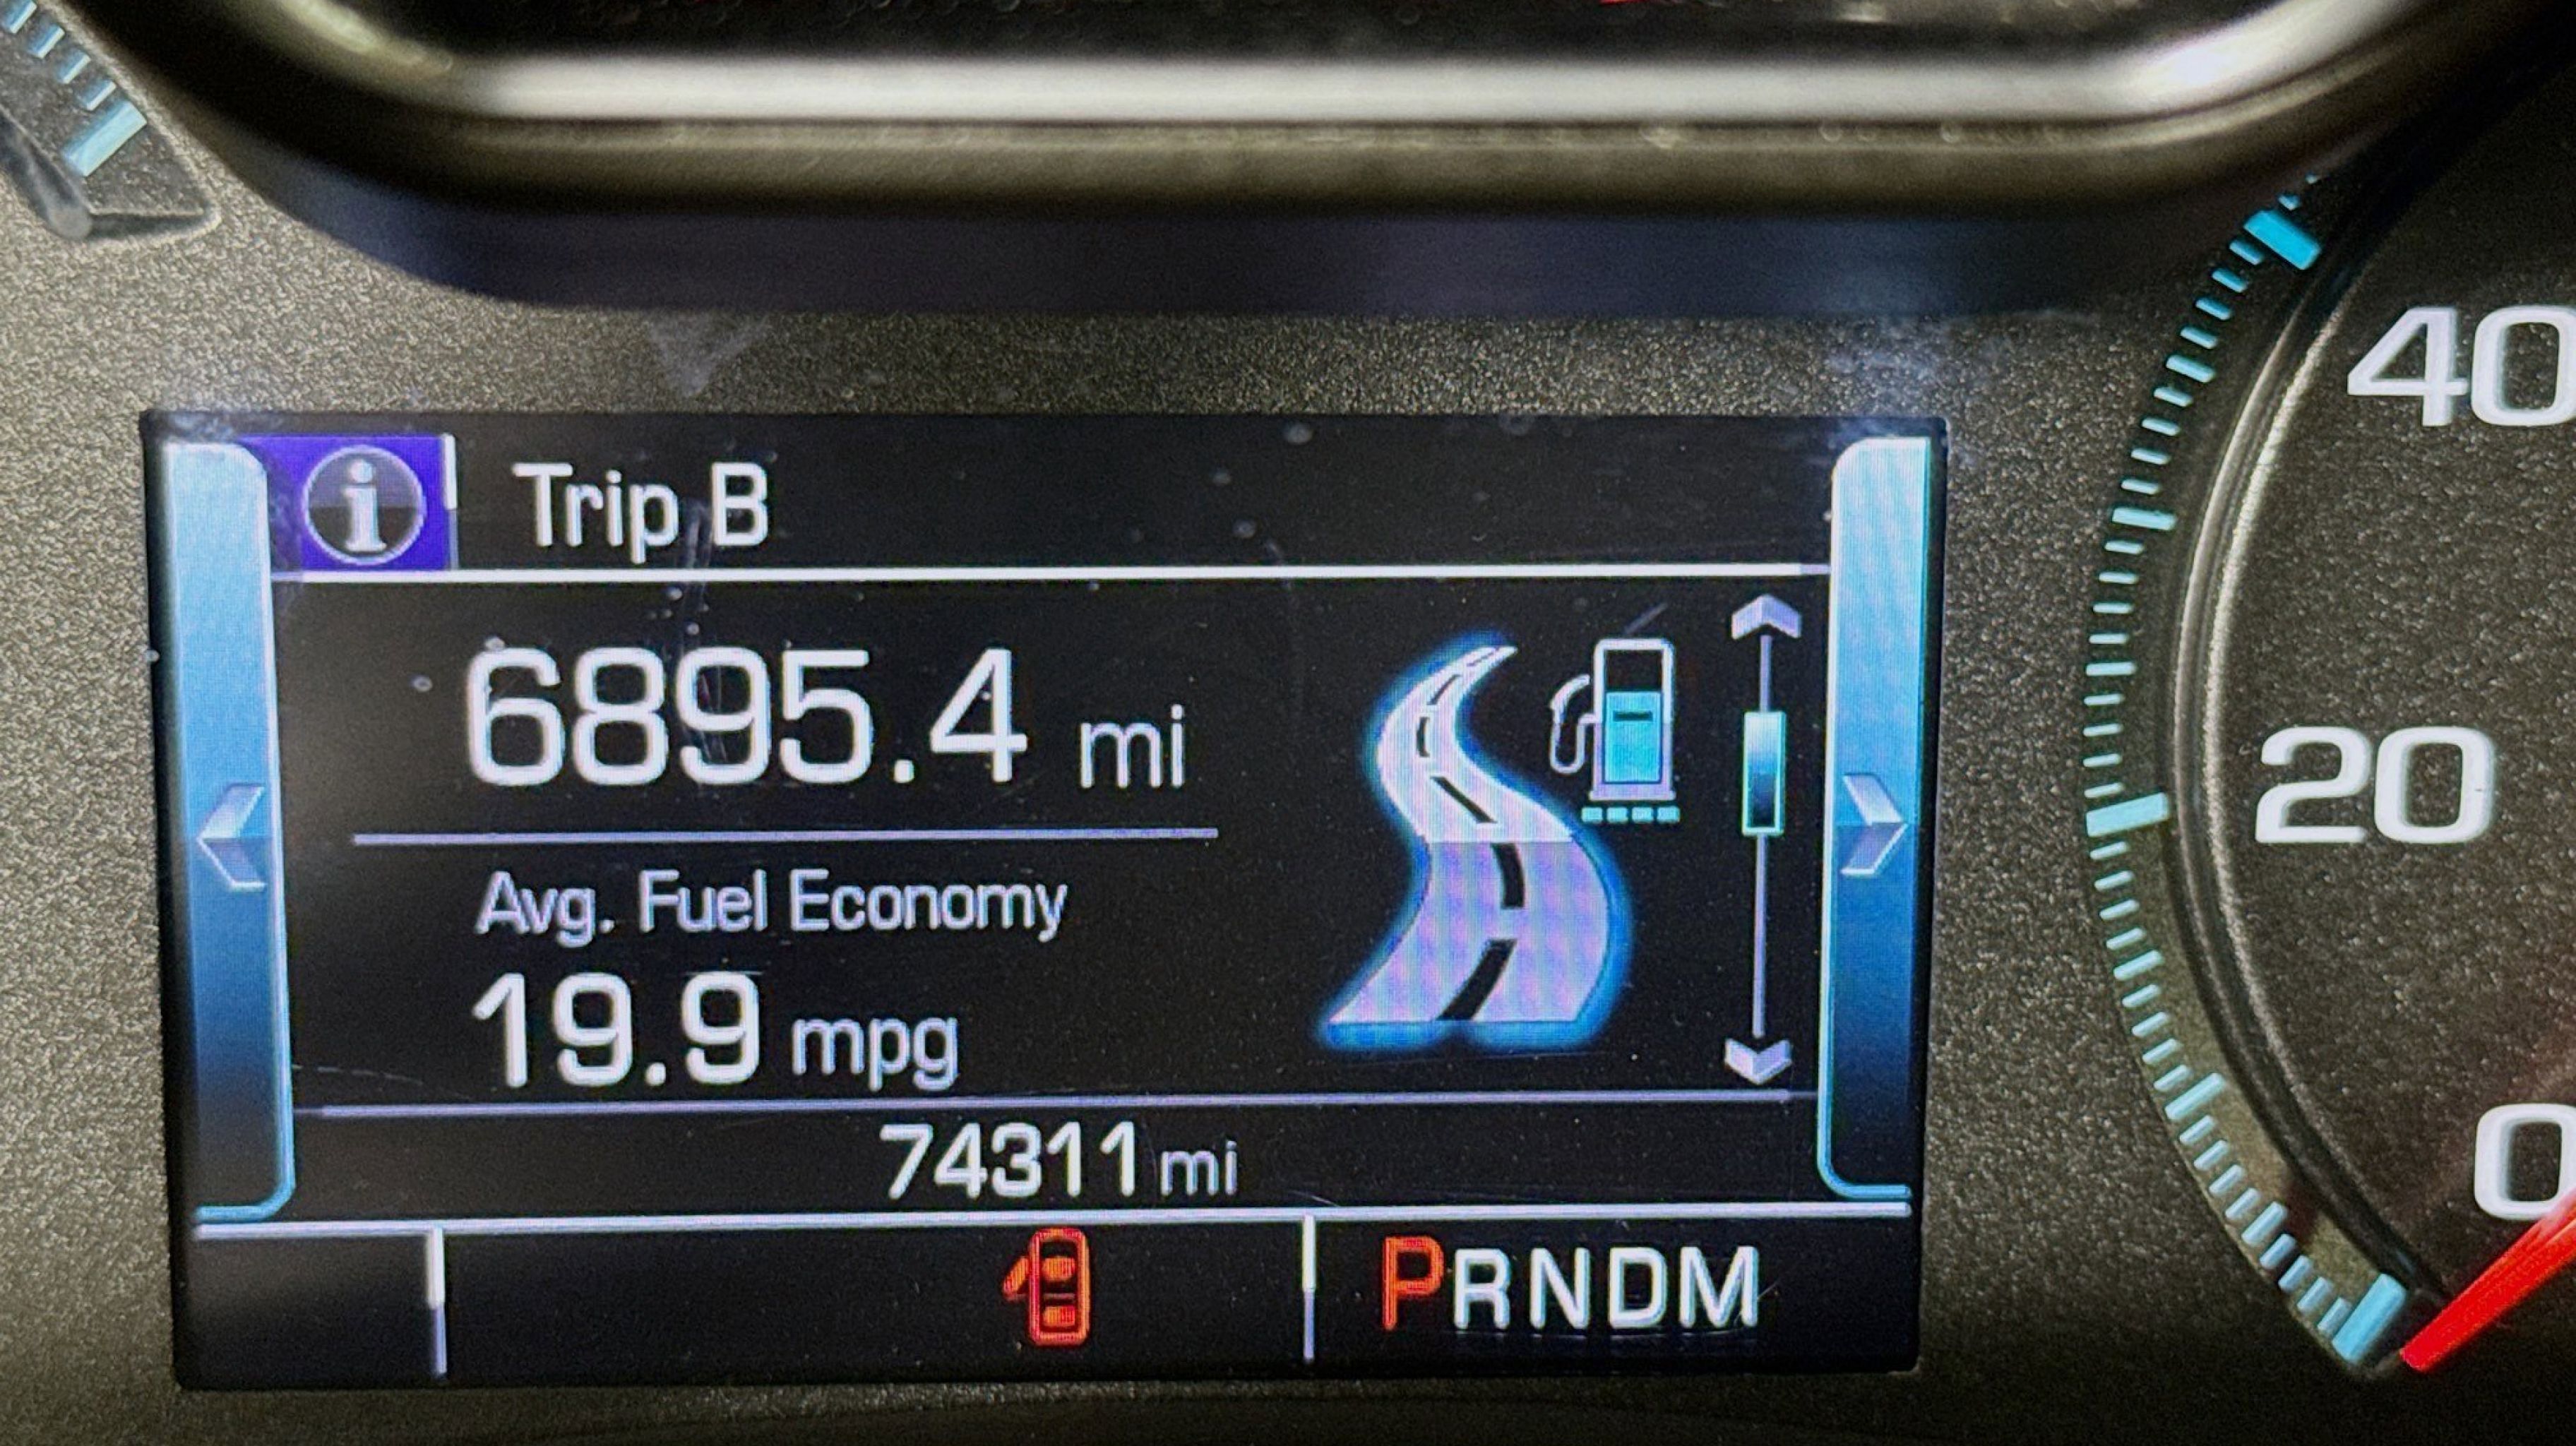 Trip B
6895.4 mi
Avg. Fuel Economy
19.9 mpg
74311 mi
PRNDM
40
20
0